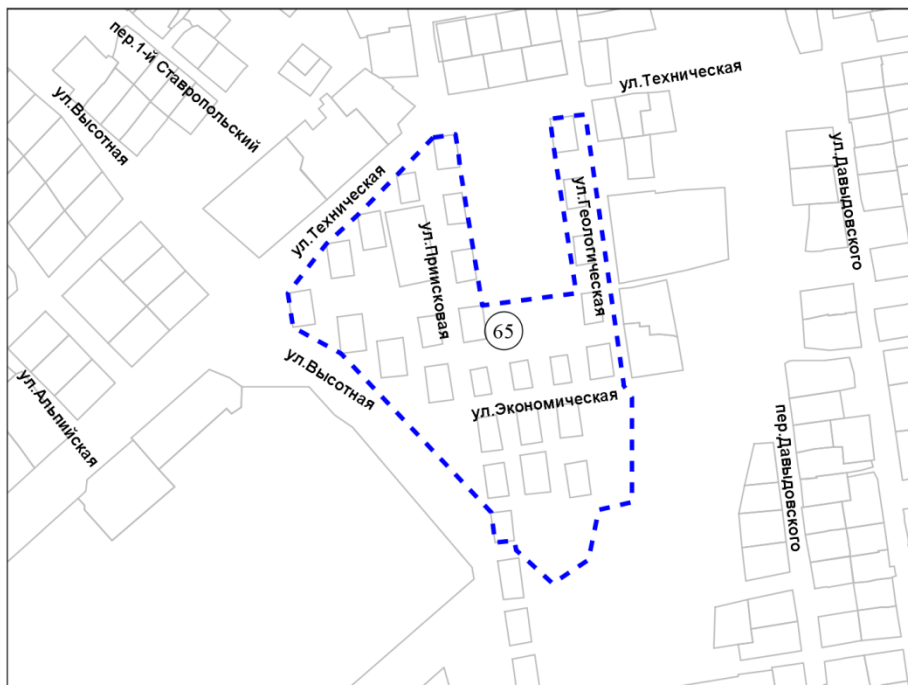 пер.1-й Ставропольский
ул.Высотная
ул.Техническая
ул.Техническая
ул.Давыдовского
ул.Геологическая
ул.Приисковая
65
ул.Высотная
ул.Экономическая
ул.Альпийская
пер.Давыдовского